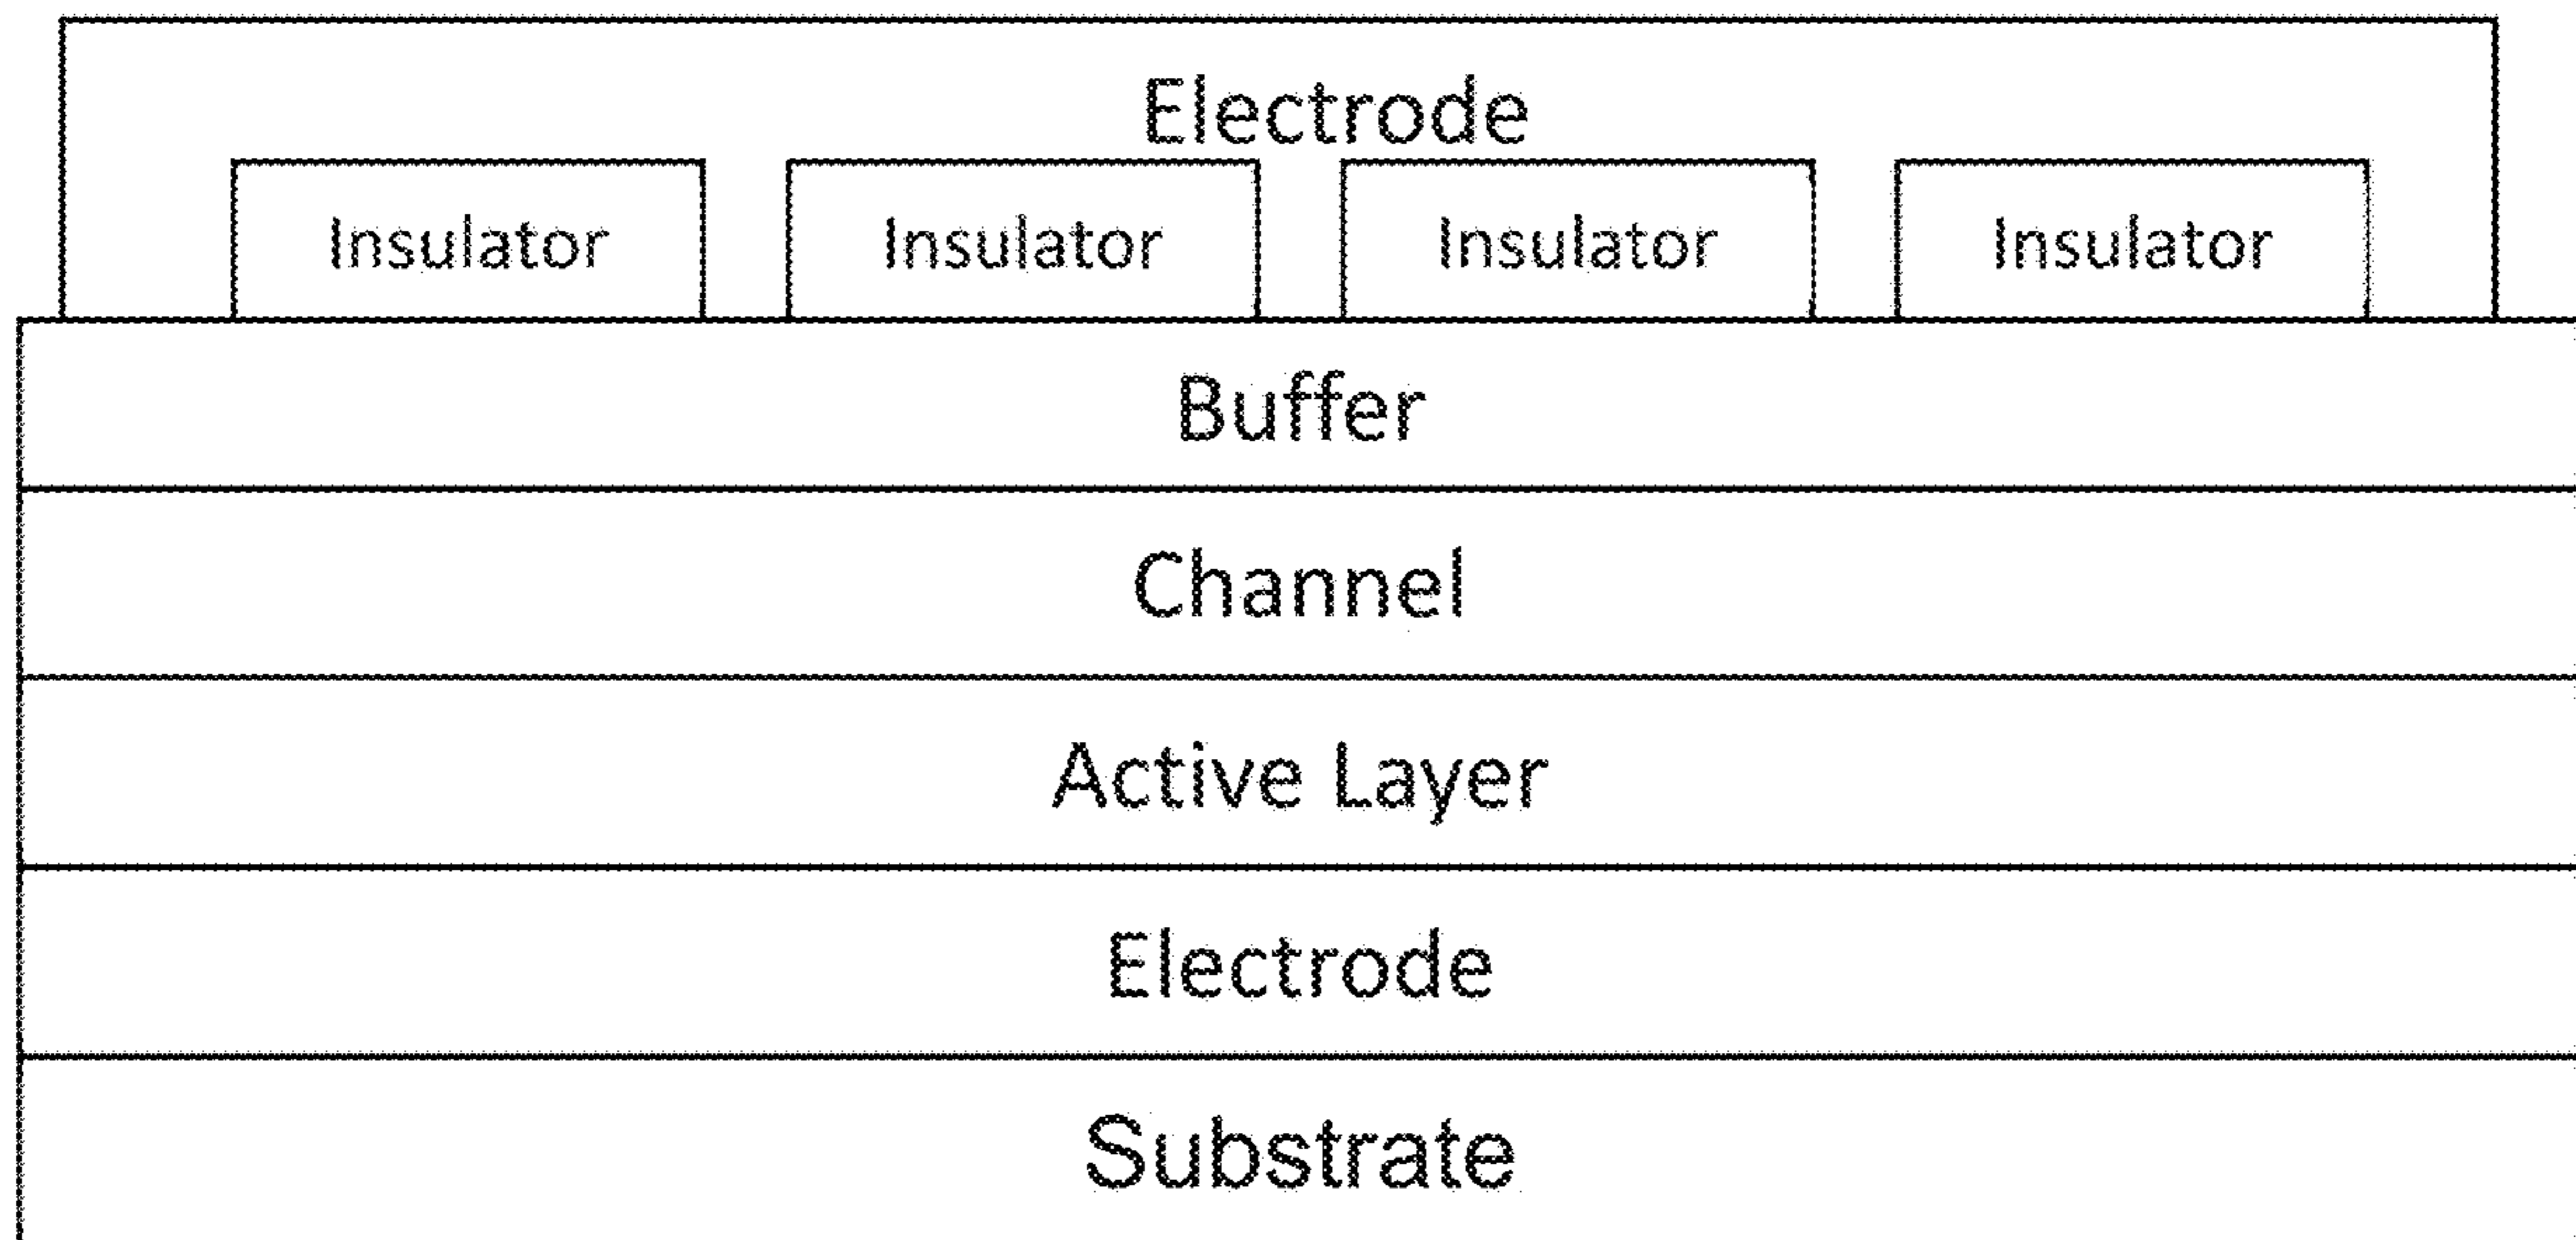 Electrode
Insulator Insulator Insulator Insulator
Buffer
Channel
Active Layer
Electrode
Substrate